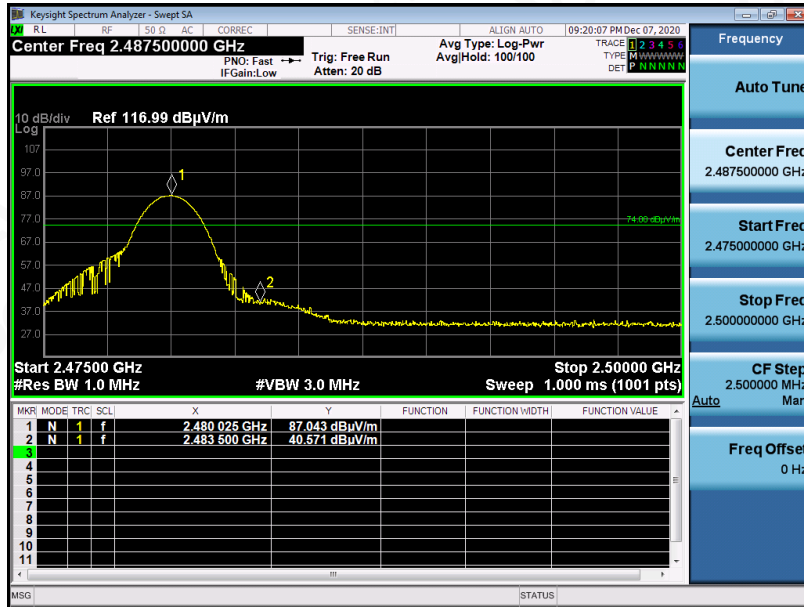 Keysight Spectrum Analyzer - Swept SA
LXI RL RF 50 Ω AC CORREC SENSE:INT ALIGN AUTO 09:20:07 PM Dec 07, 2020
Center Freq 2.487500000 GHz
PNO: Fast
IFGain:Low
Trig: Free Run
Atten: 20 dB
Avg Type: Log-Pwr
Avg|Hold: 100/100
TRACE 1 2 3 4 5 6
TYPE M W W W W W
DET P N N N N N
10 dB/div Ref 116.99 dBµV/m
Log
107
97.0
87.0
77.0
67.0
57.0
47.0
37.0
27.0
1
2
74.00 dBµV/m
Start 2.47500 GHz Stop 2.50000 GHz
#Res BW 1.0 MHz #VBW 3.0 MHz Sweep 1.000 ms (1001 pts)
MKR MODE TRC SCL X Y FUNCTION FUNCTION WIDTH FUNCTION VALUE
1 N 1 f 2.480 025 GHz 87.043 dBµV/m
2 N 1 f 2.483 500 GHz 40.571 dBµV/m
3
4
5
6
7
8
9
10
11
MSG STATUS
Frequency
Auto Tune
Center Freq
2.487500000 GHz
Start Freq
2.475000000 GHz
Stop Freq
2.500000000 GHz
CF Step
2.500000 MHz
Auto Man
Freq Offset
0 Hz